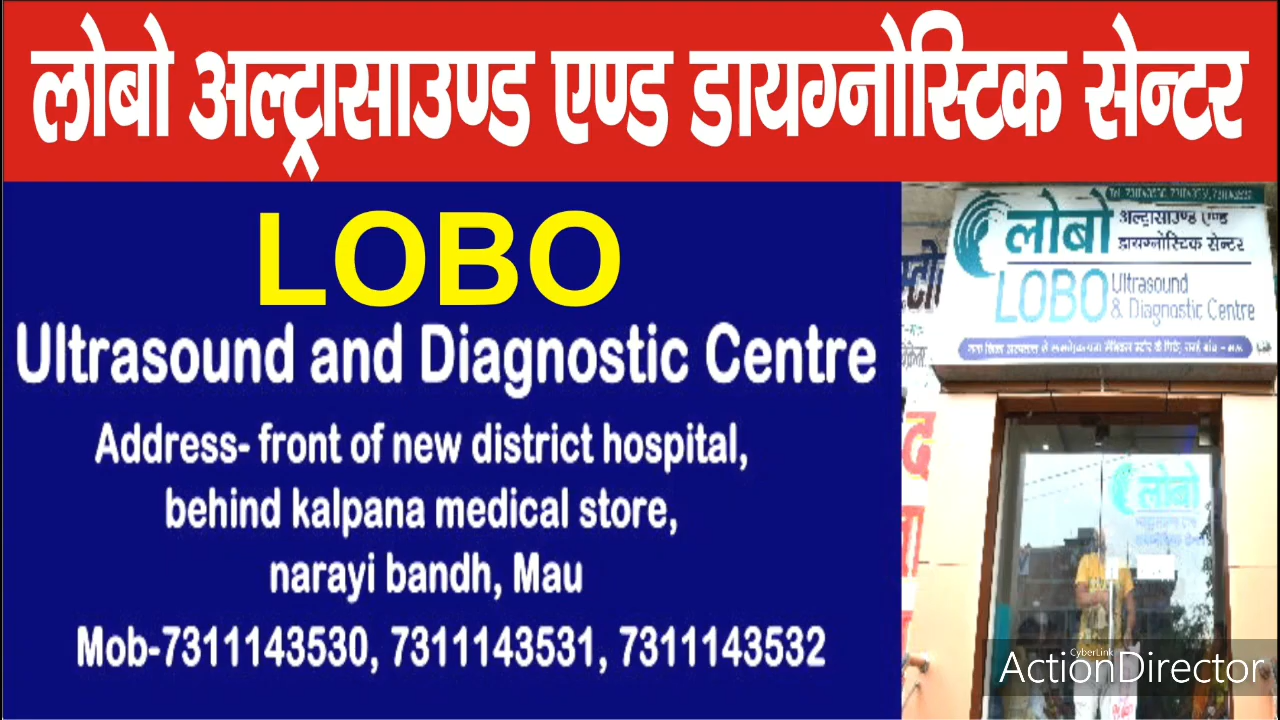 लोबो अल्ट्रासाउण्ड एण्ड डायग्नोस्टिक सेन्टर
LOBO
Ultrasound and Diagnostic Centre
Address- front of new district hospital,
behind kalpana medical store,
narayi bandh, Mau
Mob-7311143530, 7311143531, 7311143532
लोबो अल्ट्रासाउण्ड एण्ड
डायग्नोस्टिक सेन्टर
LOBO Ultrasound
& Diagnostic Centre
लोबो
CyberLink
ActionDirector